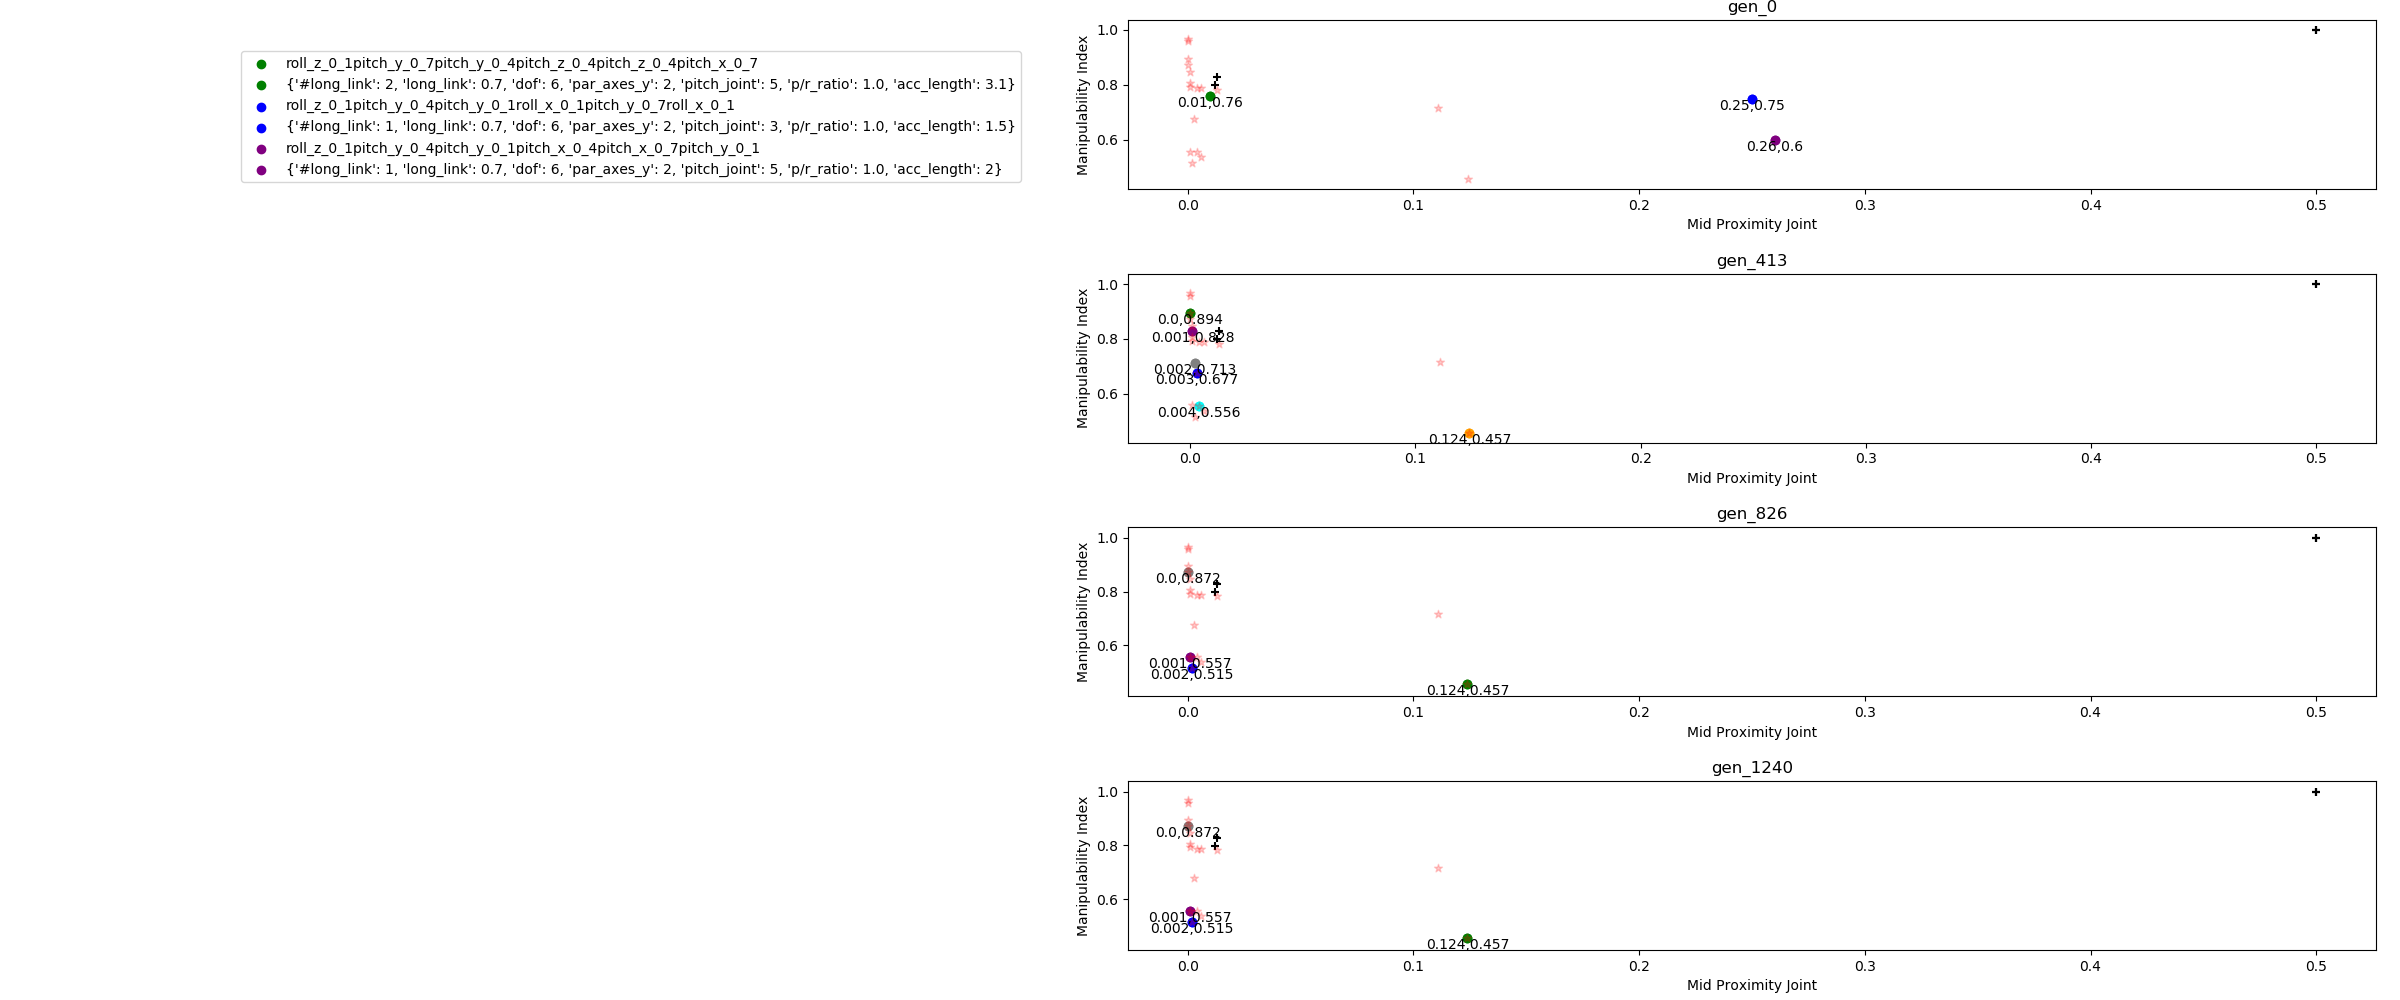 roll_z_0_1pitch_y_0_7pitch_y_0_4pitch_z_0_4pitch_z_0_4pitch_x_0_7
{'#long_link': 2, 'long_link': 0.7, 'dof': 6, 'par_axes_y': 2, 'pitch_joint': 5, 'p/r_ratio': 1.0, 'acc_length': 3.1}
roll_z_0_1pitch_y_0_4pitch_y_0_1roll_x_0_1pitch_y_0_7roll_x_0_1
{'#long_link': 1, 'long_link': 0.7, 'dof': 6, 'par_axes_y': 2, 'pitch_joint': 3, 'p/r_ratio': 1.0, 'acc_length': 1.5}
roll_z_0_1pitch_y_0_4pitch_y_0_1pitch_x_0_4pitch_x_0_7pitch_y_0_1
{'#long_link': 1, 'long_link': 0.7, 'dof': 6, 'par_axes_y': 2, 'pitch_joint': 5, 'p/r_ratio': 1.0, 'acc_length': 2}
gen_0
Manipulability Index
1.0
0.8
0.6
0.01,0.76
0.25,0.75
0.26,0.6
0.0 0.1 0.2 0.3 0.4 0.5
Mid Proximity Joint
gen_413
Manipulability Index
1.0
0.8
0.6
0.0,0.894
0.001,0.828
0.002,0.713
0.003,0.677
0.004,0.556
0.124,0.457
0.0 0.1 0.2 0.3 0.4 0.5
Mid Proximity Joint
gen_826
Manipulability Index
1.0
0.8
0.6
0.0,0.872
0.001,0.557
0.002,0.515
0.124,0.457
0.0 0.1 0.2 0.3 0.4 0.5
Mid Proximity Joint
gen_1240
Manipulability Index
1.0
0.8
0.6
0.0,0.872
0.001,0.557
0.002,0.515
0.124,0.457
0.0 0.1 0.2 0.3 0.4 0.5
Mid Proximity Joint